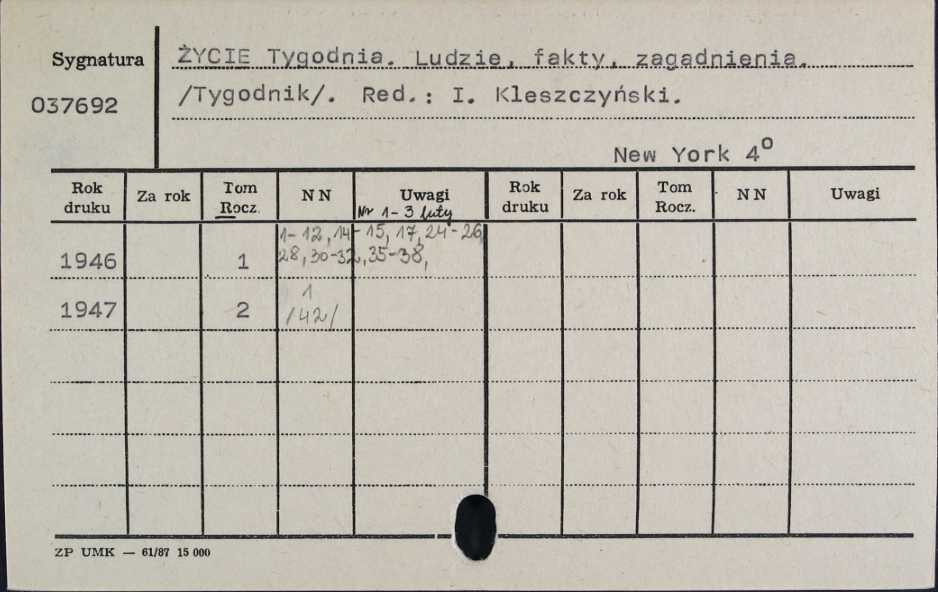 Sygnatura
037692
ŻYCIE Tygodnia. Ludzie, fakty, zagadnienia.
/Tygodnik/. Red.: I. Kleszczyński.
New York 4º
Rok druku Za rok Tom Rocz. N N Uwagi Rok druku Za rok Tom Rocz. N N Uwagi
Nr 1-3 luty
1-12, 14-15, 17, 24-26,
1946 1 28, 30-32, 35-38,
1947 2 1
/42/
ZP UMK — 61/87 15 000